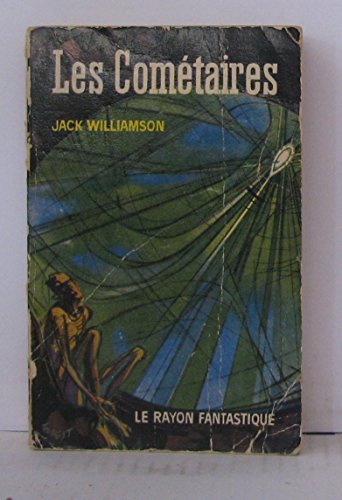 Les Cométaires
JACK WILLIAMSON
LE RAYON FANTASTIQUE